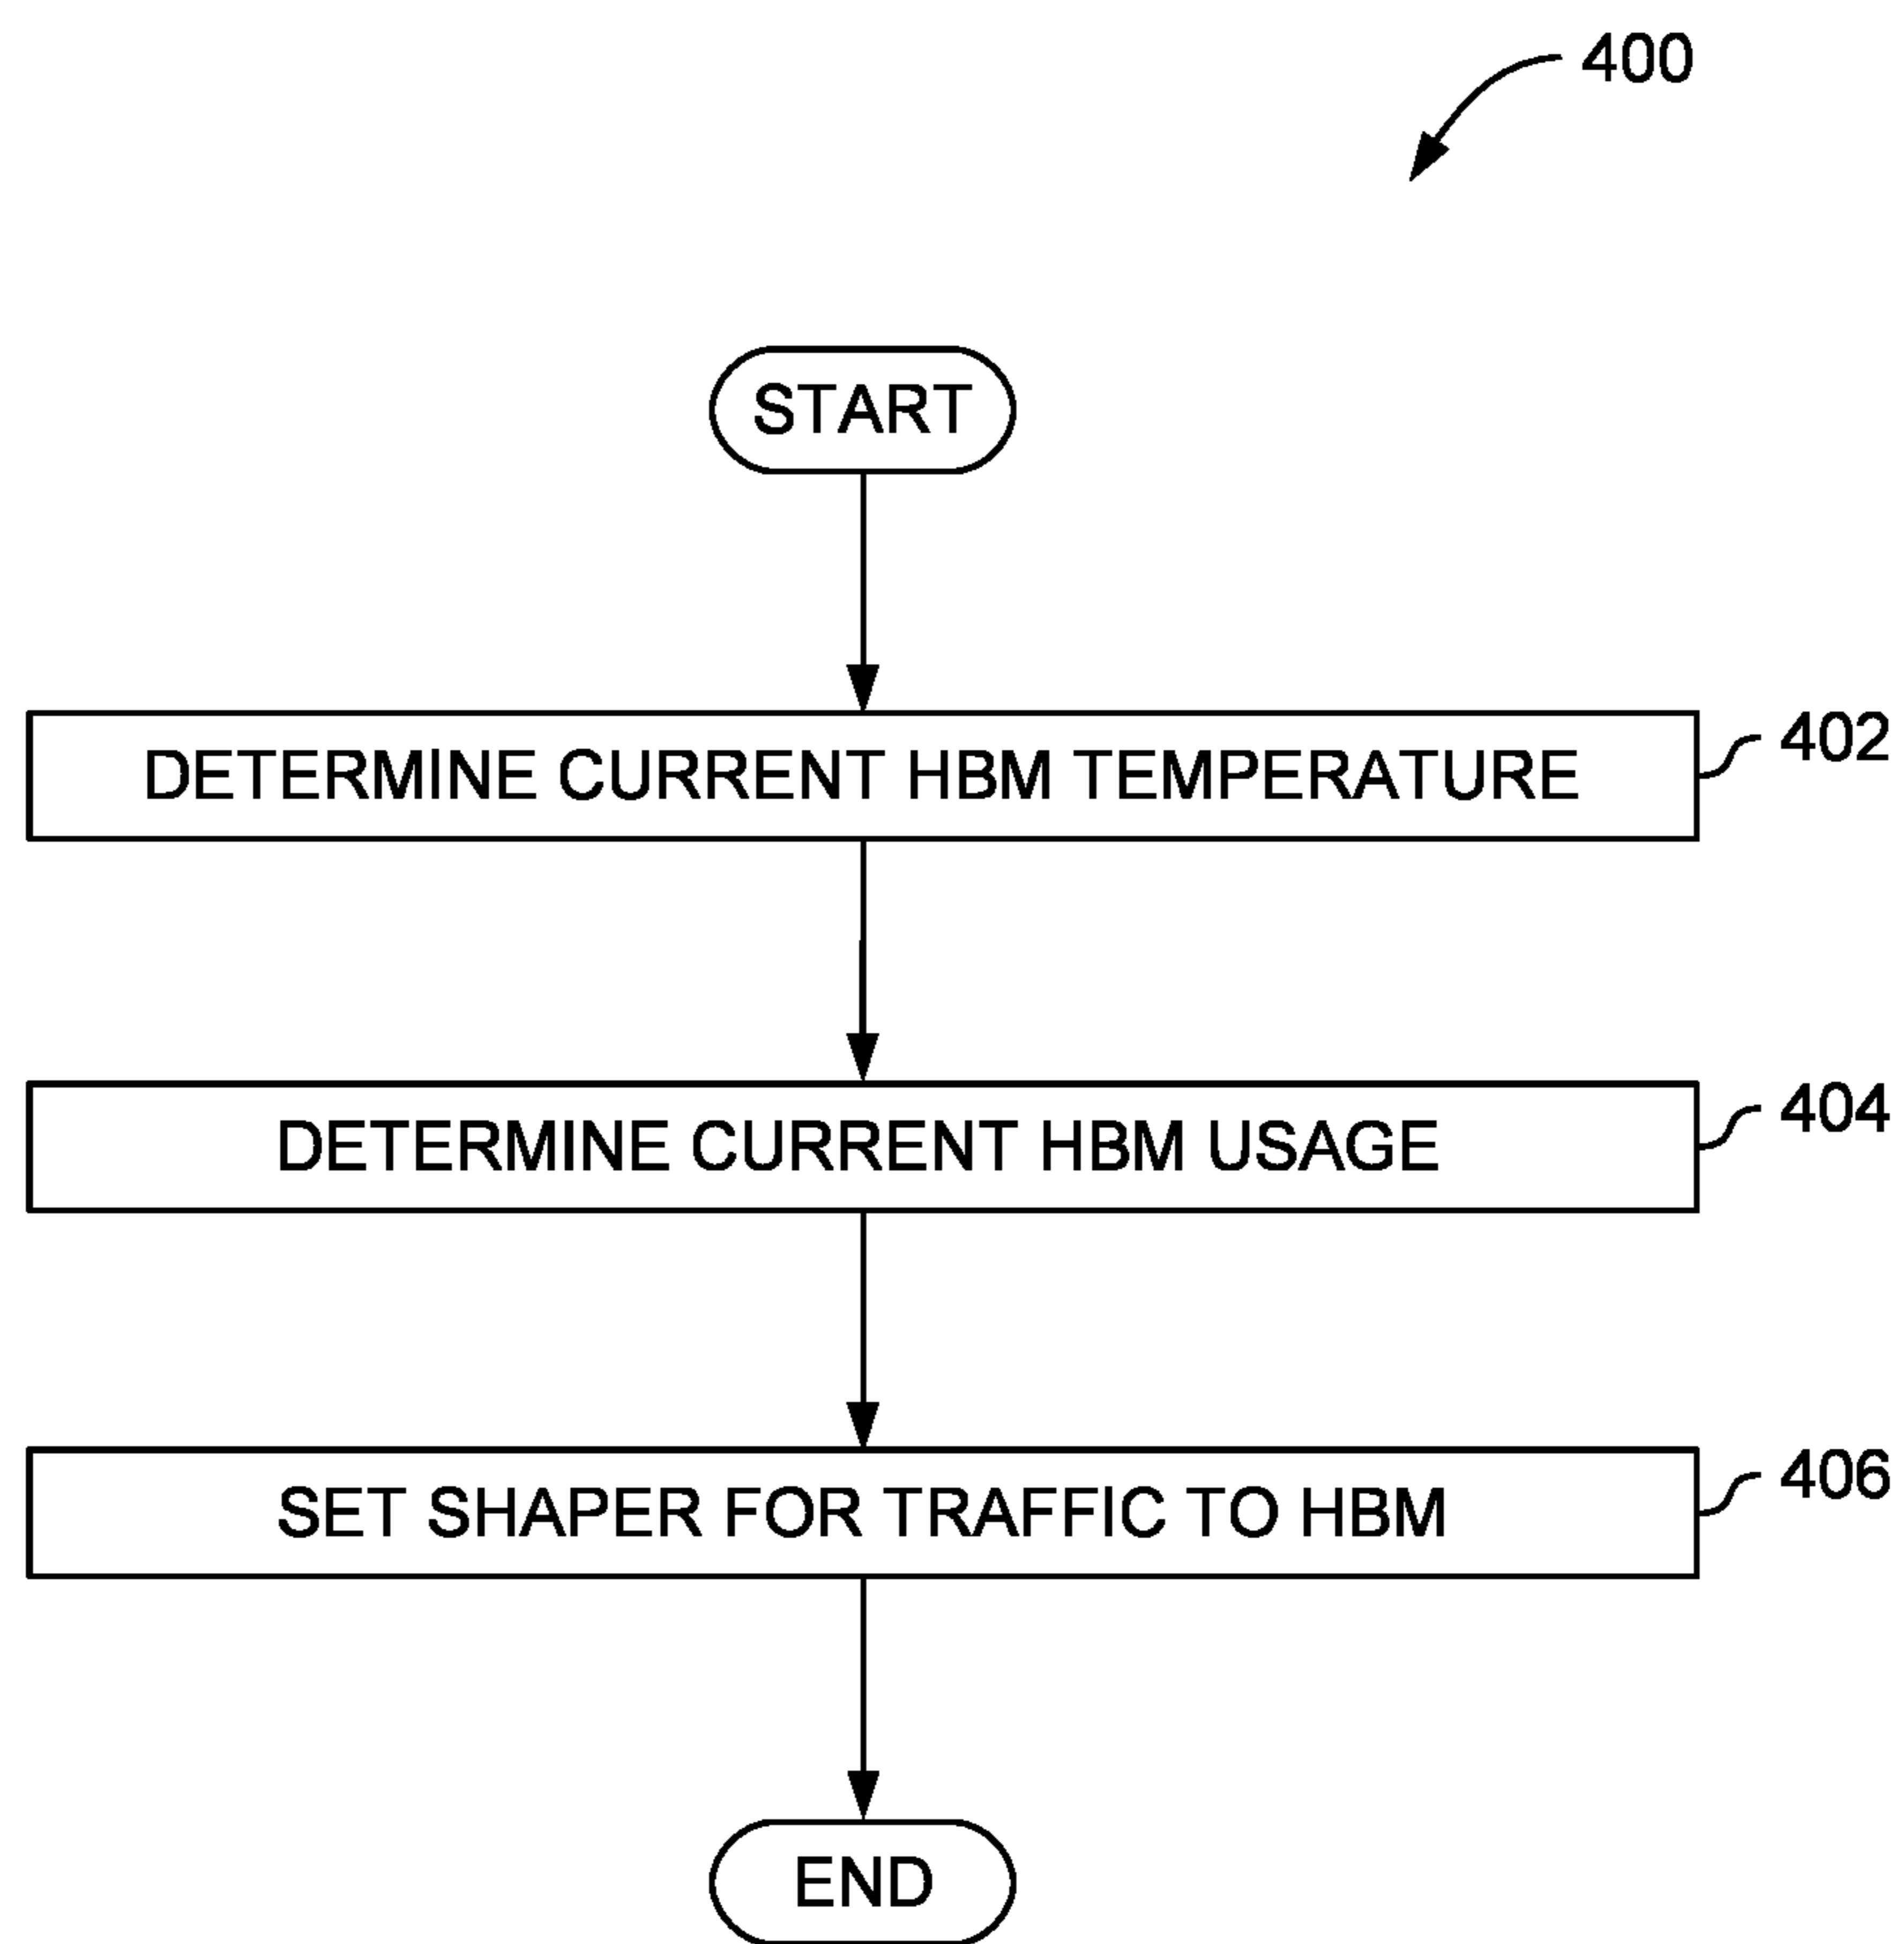 400
START
DETERMINE CURRENT HBM TEMPERATURE
402
DETERMINE CURRENT HBM USAGE
404
SET SHAPER FOR TRAFFIC TO HBM
406
END